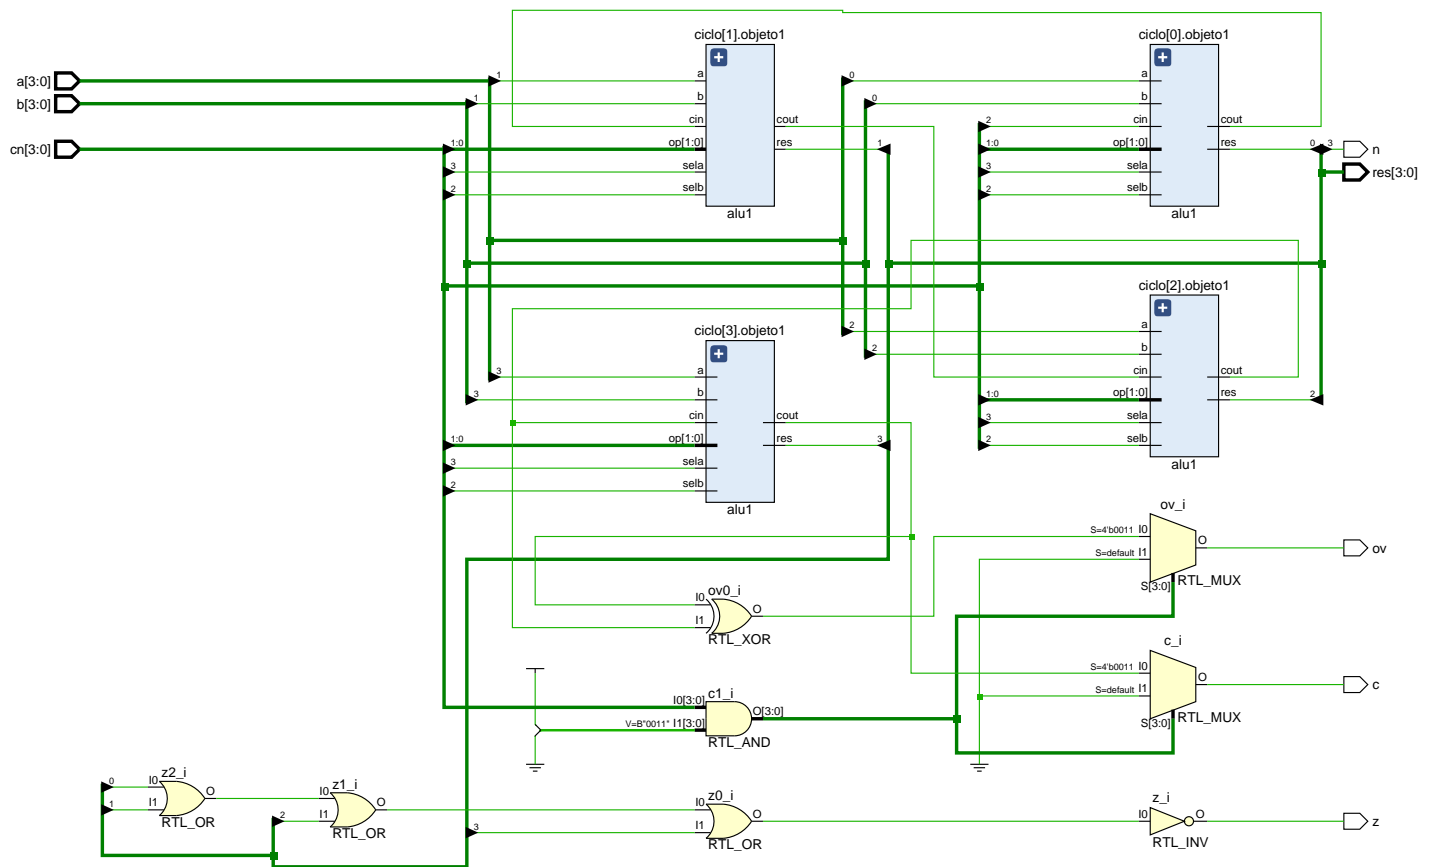 ciclo[1].objeto1
ciclo[0].objeto1
a[3:0]
1
a
0
a
b[3:0]
1
b
0
b
cin
cout
2
cin
cout
cn[3:0]
1:0
op[1:0]
res
1
1:0
op[1:0]
res
0
3
n
3
sela
3
sela
res[3:0]
2
selb
2
selb
alu1
alu1
ciclo[2].objeto1
ciclo[3].objeto1
2
a
2
b
3
a
cin
cout
3
b
1:0
op[1:0]
res
2
cin
cout
3
sela
1:0
op[1:0]
res
3
2
selb
3
sela
alu1
2
selb
alu1
ov_i
S=4'b0011
I0
O
ov
S=default
I1
S[3:0]
RTL_MUX
ov0_i
I0
O
I1
RTL_XOR
c_i
S=4'b0011
I0
O
c
S=default
I1
S[3:0]
RTL_MUX
c1_i
I0[3:0]
O[3:0]
V=B"0011"
I1[3:0]
RTL_AND
z2_i
0
I0
O
1
I1
RTL_OR
z1_i
I0
O
2
I1
RTL_OR
z0_i
I0
O
3
I1
RTL_OR
z_i
I0
O
z
RTL_INV